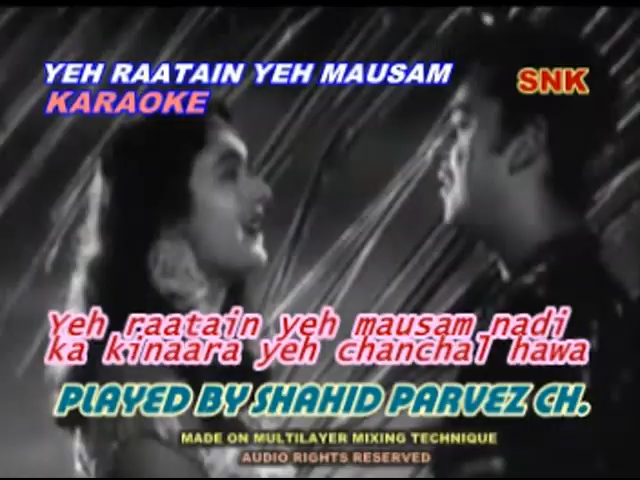 YEH RAATAIN YEH MAUSAM
KARAOKE
SNK
Yeh raatain yeh mausam nadi
ka kinaara yeh chanchal hawa
PLAYED BY SHAHID PARVEZ CH.
MADE ON MULTILAYER MIXING TECHNIQUE
AUDIO RIGHTS RESERVED